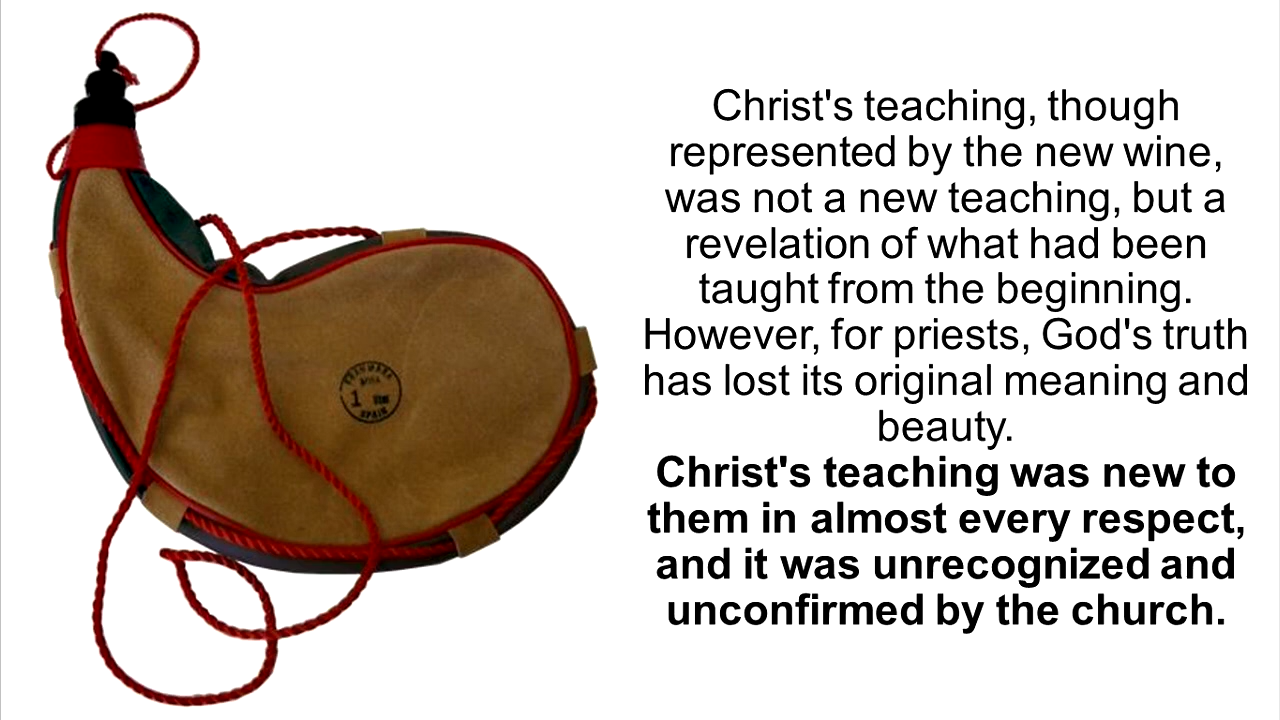 Christ's teaching, though
represented by the new wine,
was not a new teaching, but a
revelation of what had been
taught from the beginning.
However, for priests, God's truth
has lost its original meaning and
beauty.
Christ's teaching was new to
them in almost every respect,
and it was unrecognized and
unconfirmed by the church.
1
SPAIN